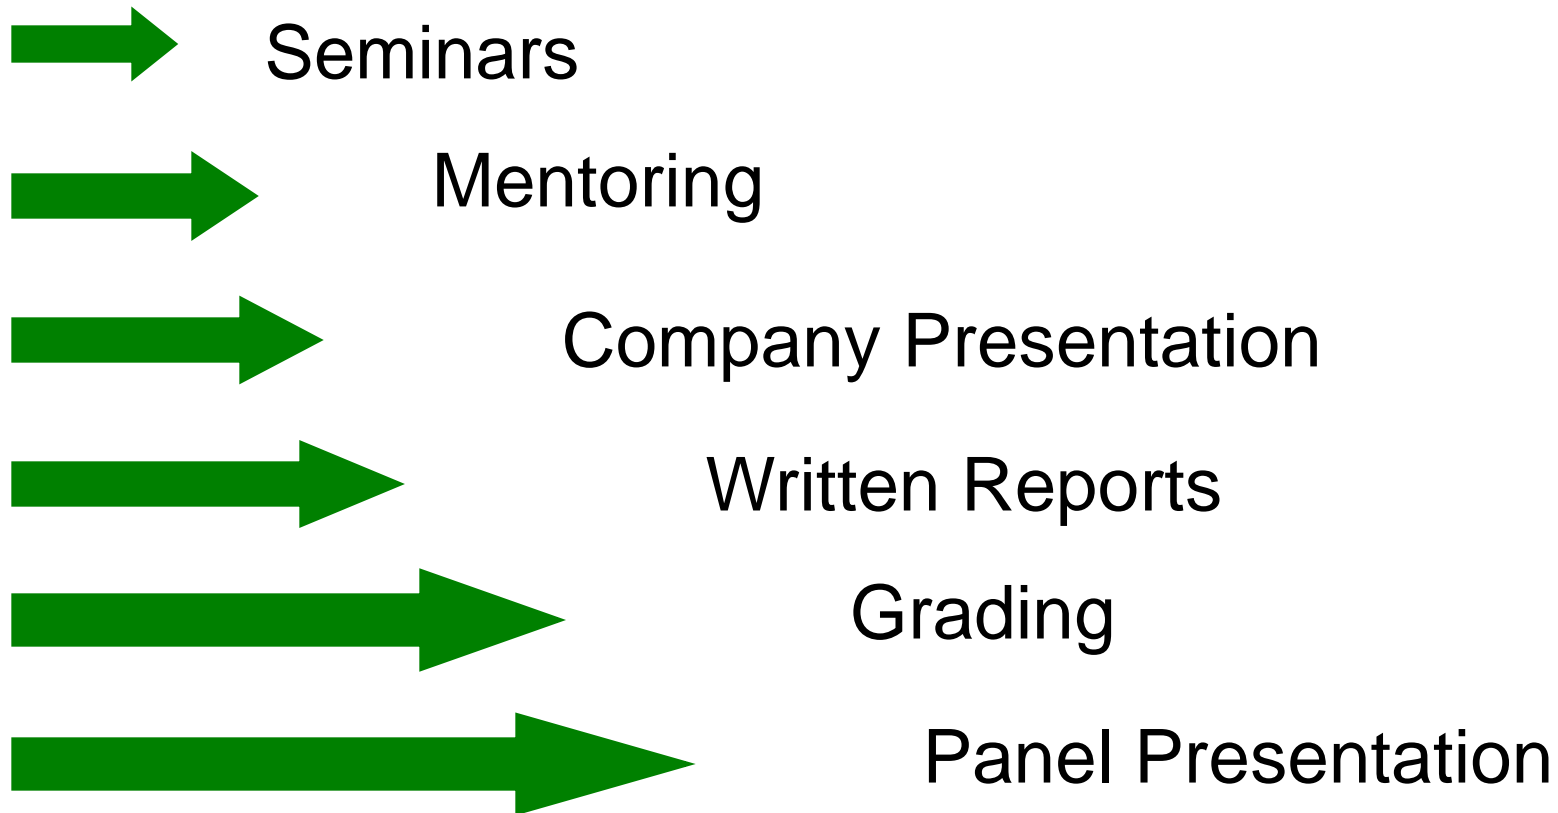 Seminars
Mentoring
Company Presentation
Written Reports
Grading
Panel Presentation